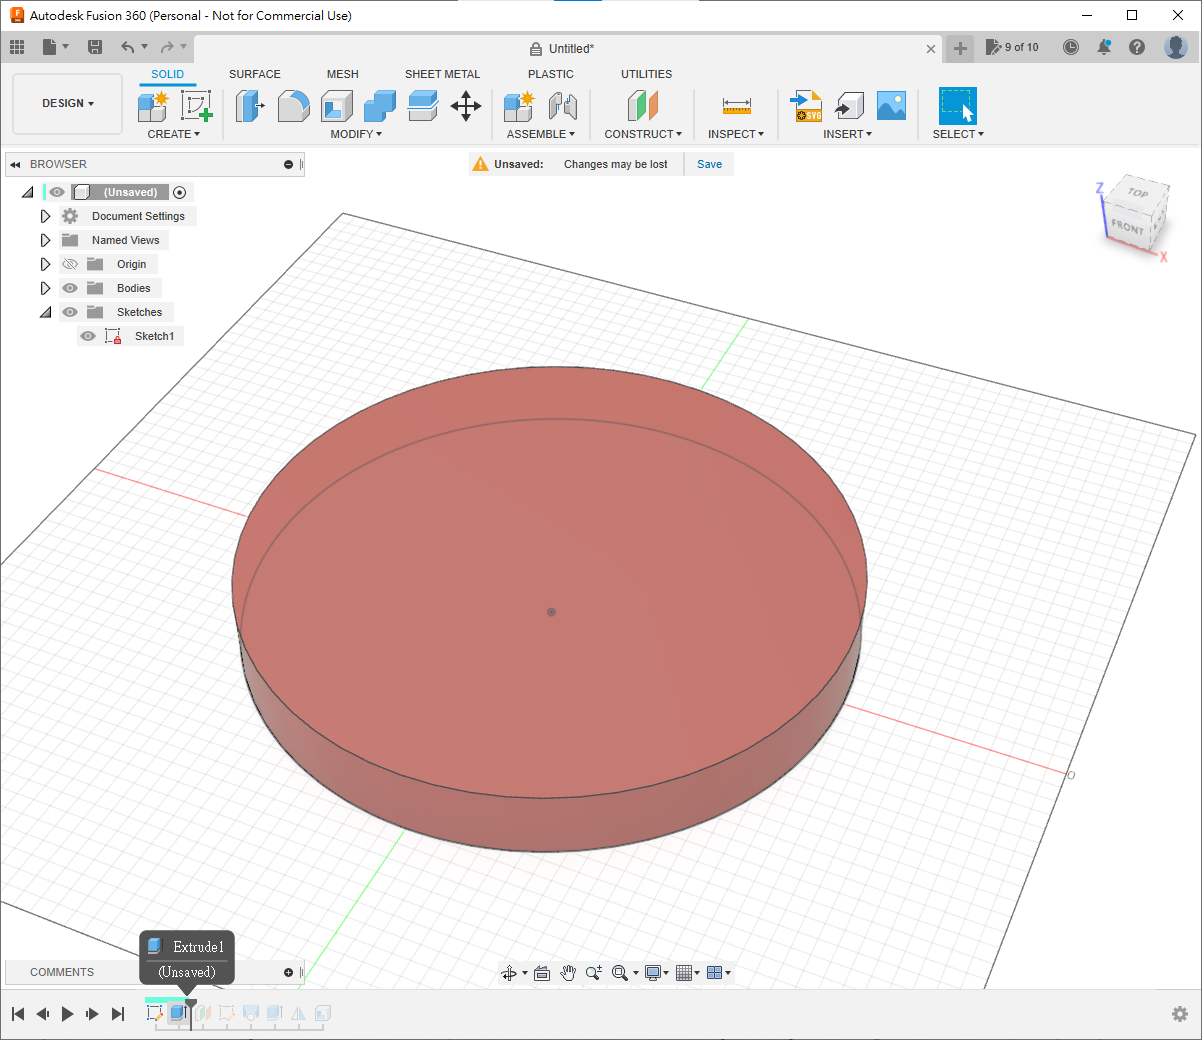 Autodesk Fusion 360 (Personal - Not for Commercial Use)
Untitled*
9 of 10
DESIGN
SOLID
SURFACE
MESH
SHEET METAL
PLASTIC
UTILITIES
CREATE
MODIFY
ASSEMBLE
CONSTRUCT
INSPECT
SVG
INSERT
SELECT
BROWSER
Unsaved: Changes may be lost
Save
(Unsaved)
Document Settings
Named Views
Origin
Bodies
Sketches
Sketch1
Z
TOP
FRONT
X
COMMENTS
Extrude1
(Unsaved)